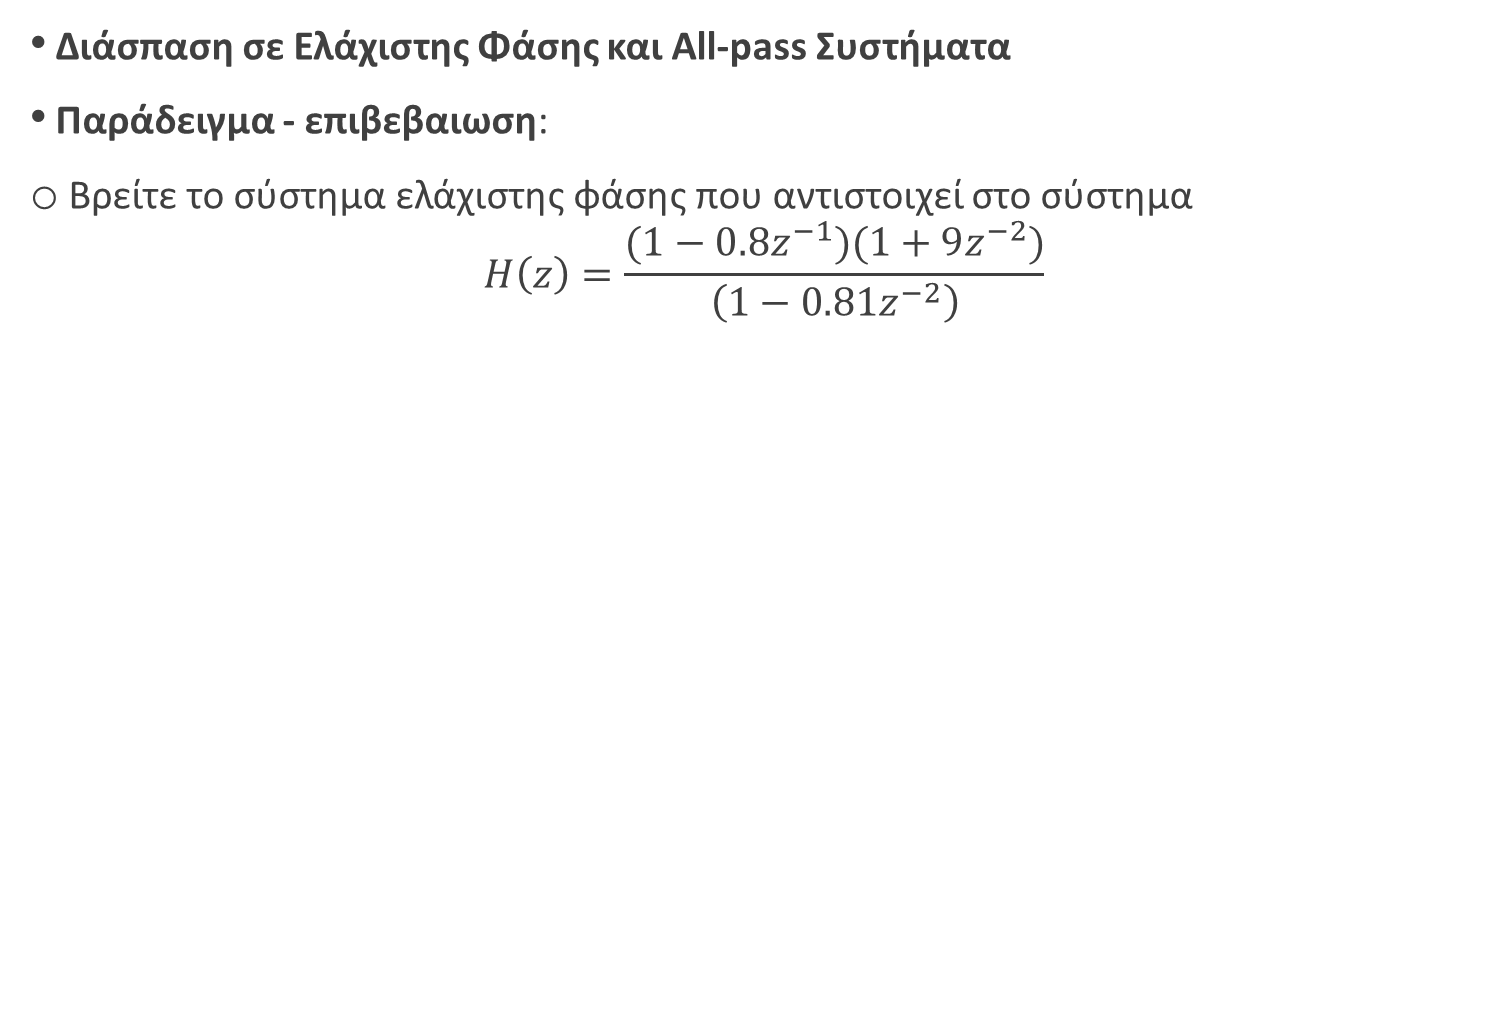 • Διάσπαση σε Ελάχιστης Φάσης και All-pass Συστήματα
• Παράδειγμα - επιβεβαιωση:
○ Βρείτε το σύστημα ελάχιστης φάσης που αντιστοιχεί στο σύστημα
H(z) = \frac{(1 − 0.8z^{−1})(1 + 9z^{−2})}{(1 − 0.81z^{−2})}